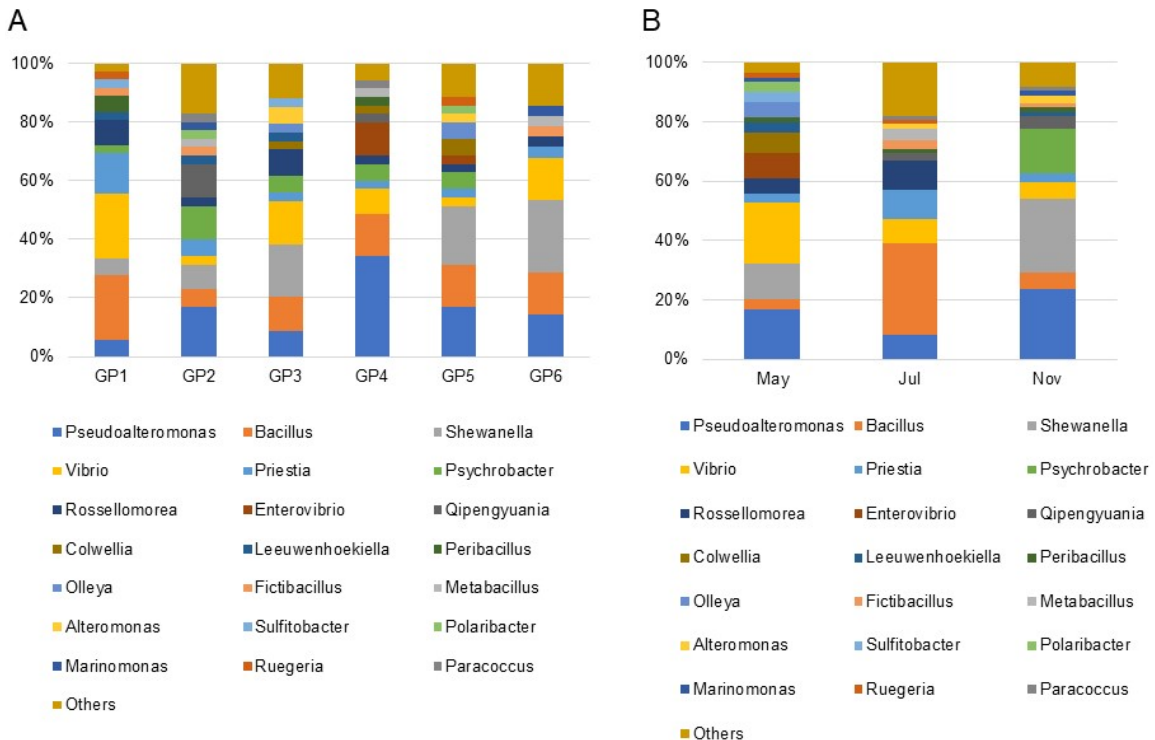 A
100%
80%
60%
40%
20%
0%
GP1 GP2 GP3 GP4 GP5 GP6
Pseudoalteromonas Bacillus Shewanella
Vibrio Priestia Psychrobacter
Rossellomorea Enterovibrio Qipengyuania
Colwellia Leeuwenhoekiella Peribacillus
Olleya Fictibacillus Metabacillus
Alteromonas Sulfitobacter Polaribacter
Marinomonas Ruegeria Paracoccus
Others
B
100%
80%
60%
40%
20%
0%
May Jul Nov
Pseudoalteromonas Bacillus Shewanella
Vibrio Priestia Psychrobacter
Rossellomorea Enterovibrio Qipengyuania
Colwellia Leeuwenhoekiella Peribacillus
Olleya Fictibacillus Metabacillus
Alteromonas Sulfitobacter Polaribacter
Marinomonas Ruegeria Paracoccus
Others